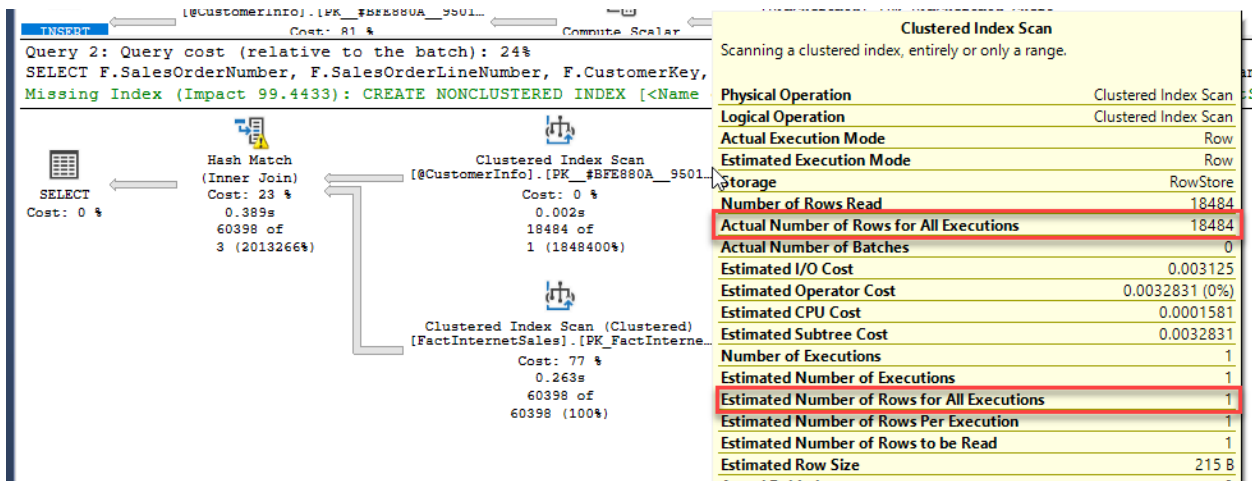 [@CustomerInfo].[PK__#BFE880A__9501…
INSERT
Cost: 81 %
Compute Scalar
Query 2: Query cost (relative to the batch): 24%
SELECT F.SalesOrderNumber, F.SalesOrderLineNumber, F.CustomerKey,
Missing Index (Impact 99.4433): CREATE NONCLUSTERED INDEX [<Name
SELECT
Cost: 0 %
Hash Match
(Inner Join)
Cost: 23 %
0.389s
60398 of
3 (2013266%)
Clustered Index Scan
[@CustomerInfo].[PK__#BFE880A__9501…
Cost: 0 %
0.002s
18484 of
1 (1848400%)
Clustered Index Scan (Clustered)
[FactInternetSales].[PK_FactInterne…
Cost: 77 %
0.263s
60398 of
60398 (100%)
Clustered Index Scan
Scanning a clustered index, entirely or only a range.
Physical Operation Clustered Index Scan
Logical Operation Clustered Index Scan
Actual Execution Mode Row
Estimated Execution Mode Row
Storage RowStore
Number of Rows Read 18484
Actual Number of Rows for All Executions 18484
Actual Number of Batches 0
Estimated I/O Cost 0.003125
Estimated Operator Cost 0.0032831 (0%)
Estimated CPU Cost 0.0001581
Estimated Subtree Cost 0.0032831
Number of Executions 1
Estimated Number of Executions 1
Estimated Number of Rows for All Executions 1
Estimated Number of Rows Per Execution 1
Estimated Number of Rows to be Read 1
Estimated Row Size 215 B